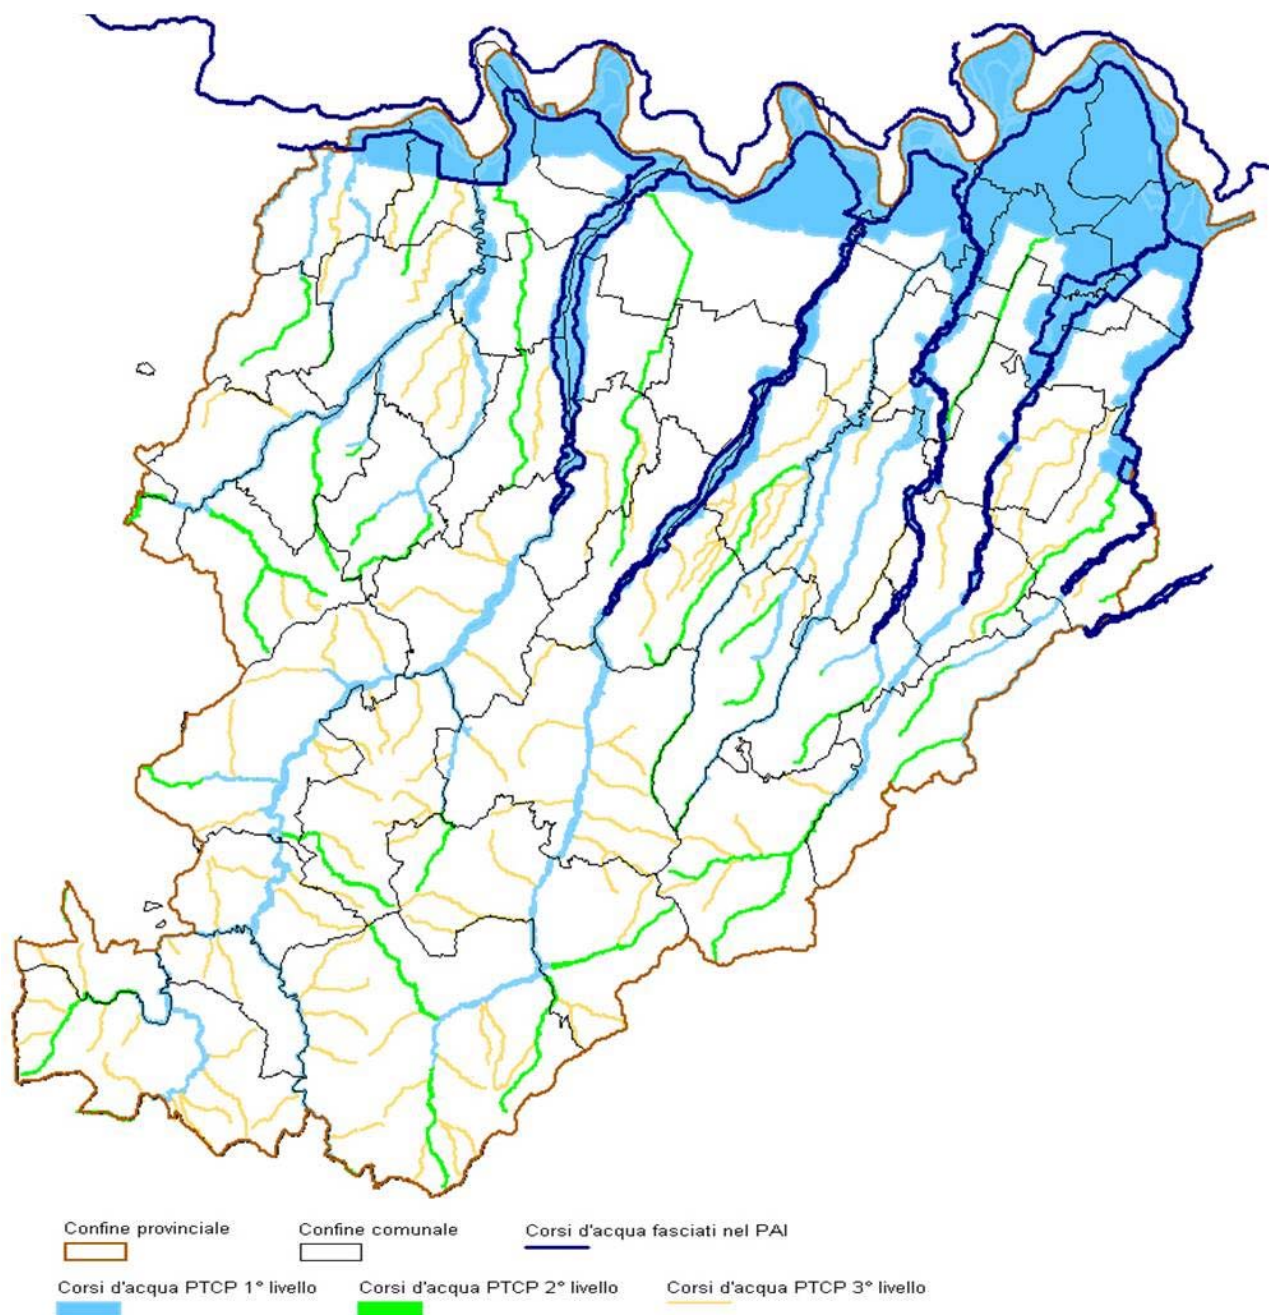 Confine provinciale
Confine comunale
Corsi d'acqua fasciati nel PAI
Corsi d'acqua PTCP 1° livello
Corsi d'acqua PTCP 2° livello
Corsi d'acqua PTCP 3° livello